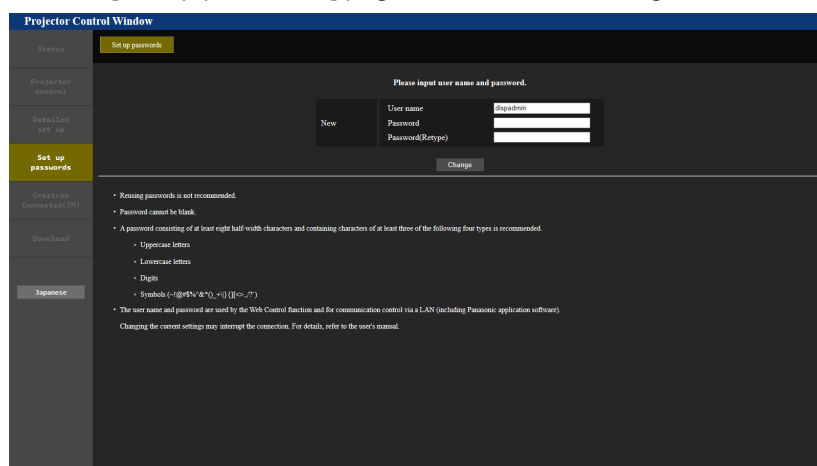 Projector Control Window
Status
Set up passwords
Projector
control
Please input user name and password.
Detailed
set up
New
User name
dispadmin
Password
Password(Retype)
Set up
passwords
Change
Crestron
Connected(TM)
Download
Japanese
• Reusing passwords is not recommended.
• Password cannot be blank.
• A password consisting of at least eight half-width characters and containing characters of at least three of the following four types is recommended.
• Uppercase letters
• Lowercase letters
• Digits
• Symbols
• The user name and password are used by the Web Control function and for communication control via a LAN (including Panasonic application software).
Changing the current settings may interrupt the connection. For details, refer to the user's manual.